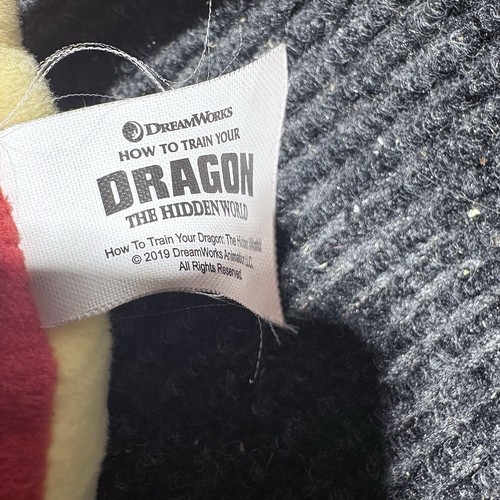 DREAMWORKS
HOW TO TRAIN YOUR
DRAGON
THE HIDDEN WORLD
How To Train Your Dragon: The Hidden World
© 2019 DreamWorks Animation LLC.
All Rights Reserved.